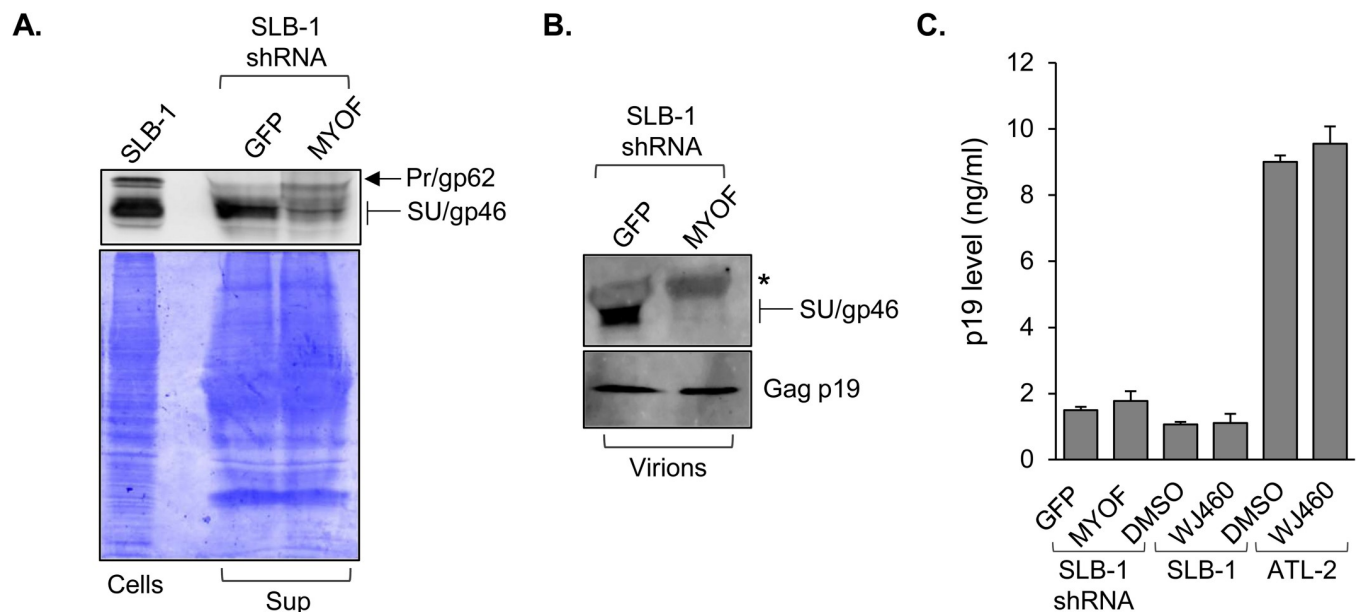 A.
SLB-1
shRNA
SLB-1
GFP
MYOF
Pr/gp62
SU/gp46
Cells
Sup
B.
SLB-1
shRNA
GFP
MYOF
*
SU/gp46
Gag p19
Virions
C.
p19 level (ng/ml)
12
10
8
6
4
2
0
GFP
MYOF
DMSO
WJ460
DMSO
WJ460
SLB-1
shRNA
SLB-1
ATL-2